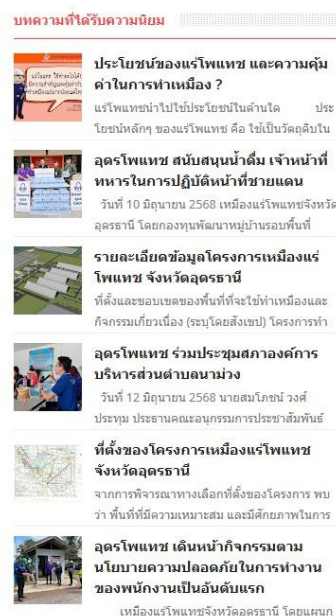 บทความที่ได้รับความนิยม
ประโยชน์ของแร่โพแทช และความคุ้ม
ค่าในการทำเหมือง ?
แร่โพแทชนำไปใช้ประโยชน์ในด้านใด ประ
โยชน์หลักๆ ของแร่โพแทช คือ ใช้เป็นวัตถุดิบใน
อุดรโพแทช สนับสนุนน้ำดื่ม เจ้าหน้าที่
ทหารในการปฏิบัติหน้าที่ชายแดน
วันที่ 10 มิถุนายน 2568 เหมืองแร่โพแทชจังหวัด
อุดรธานี โดยกองทุนพัฒนาหมู่บ้านรอบพื้นที่
รายละเอียดข้อมูลโครงการเหมืองแร่
โพแทช จังหวัดอุดรธานี
ที่ตั้งและขอบเขตของพื้นที่ที่จะใช้ทำเหมืองและ
กิจกรรมเกี่ยวเนื่อง (ระบุโดยสังเขป) โครงการทำ
อุดรโพแทช ร่วมประชุมสภาองค์การ
บริหารส่วนตำบลนาม่วง
วันที่ 12 มิถุนายน 2568 นายสมโภชน์ วงศ์
ประทุม ประธานคณะอนุกรรมการประชาสัมพันธ์
ที่ตั้งของโครงการเหมืองแร่โพแทช
จังหวัดอุดรธานี
จากการพิจารณาทางเลือกที่ตั้งของโครงการ พบ
ว่า พื้นที่ที่มีความเหมาะสม และมีศักยภาพในการ
อุดรโพแทช เดินหน้ากิจกรรมตาม
นโยบายความปลอดภัยในการทำงาน
ของพนักงานเป็นอันดับแรก
เหมืองแร่โพแทชจังหวัดอุดรธานี โดยแผนก